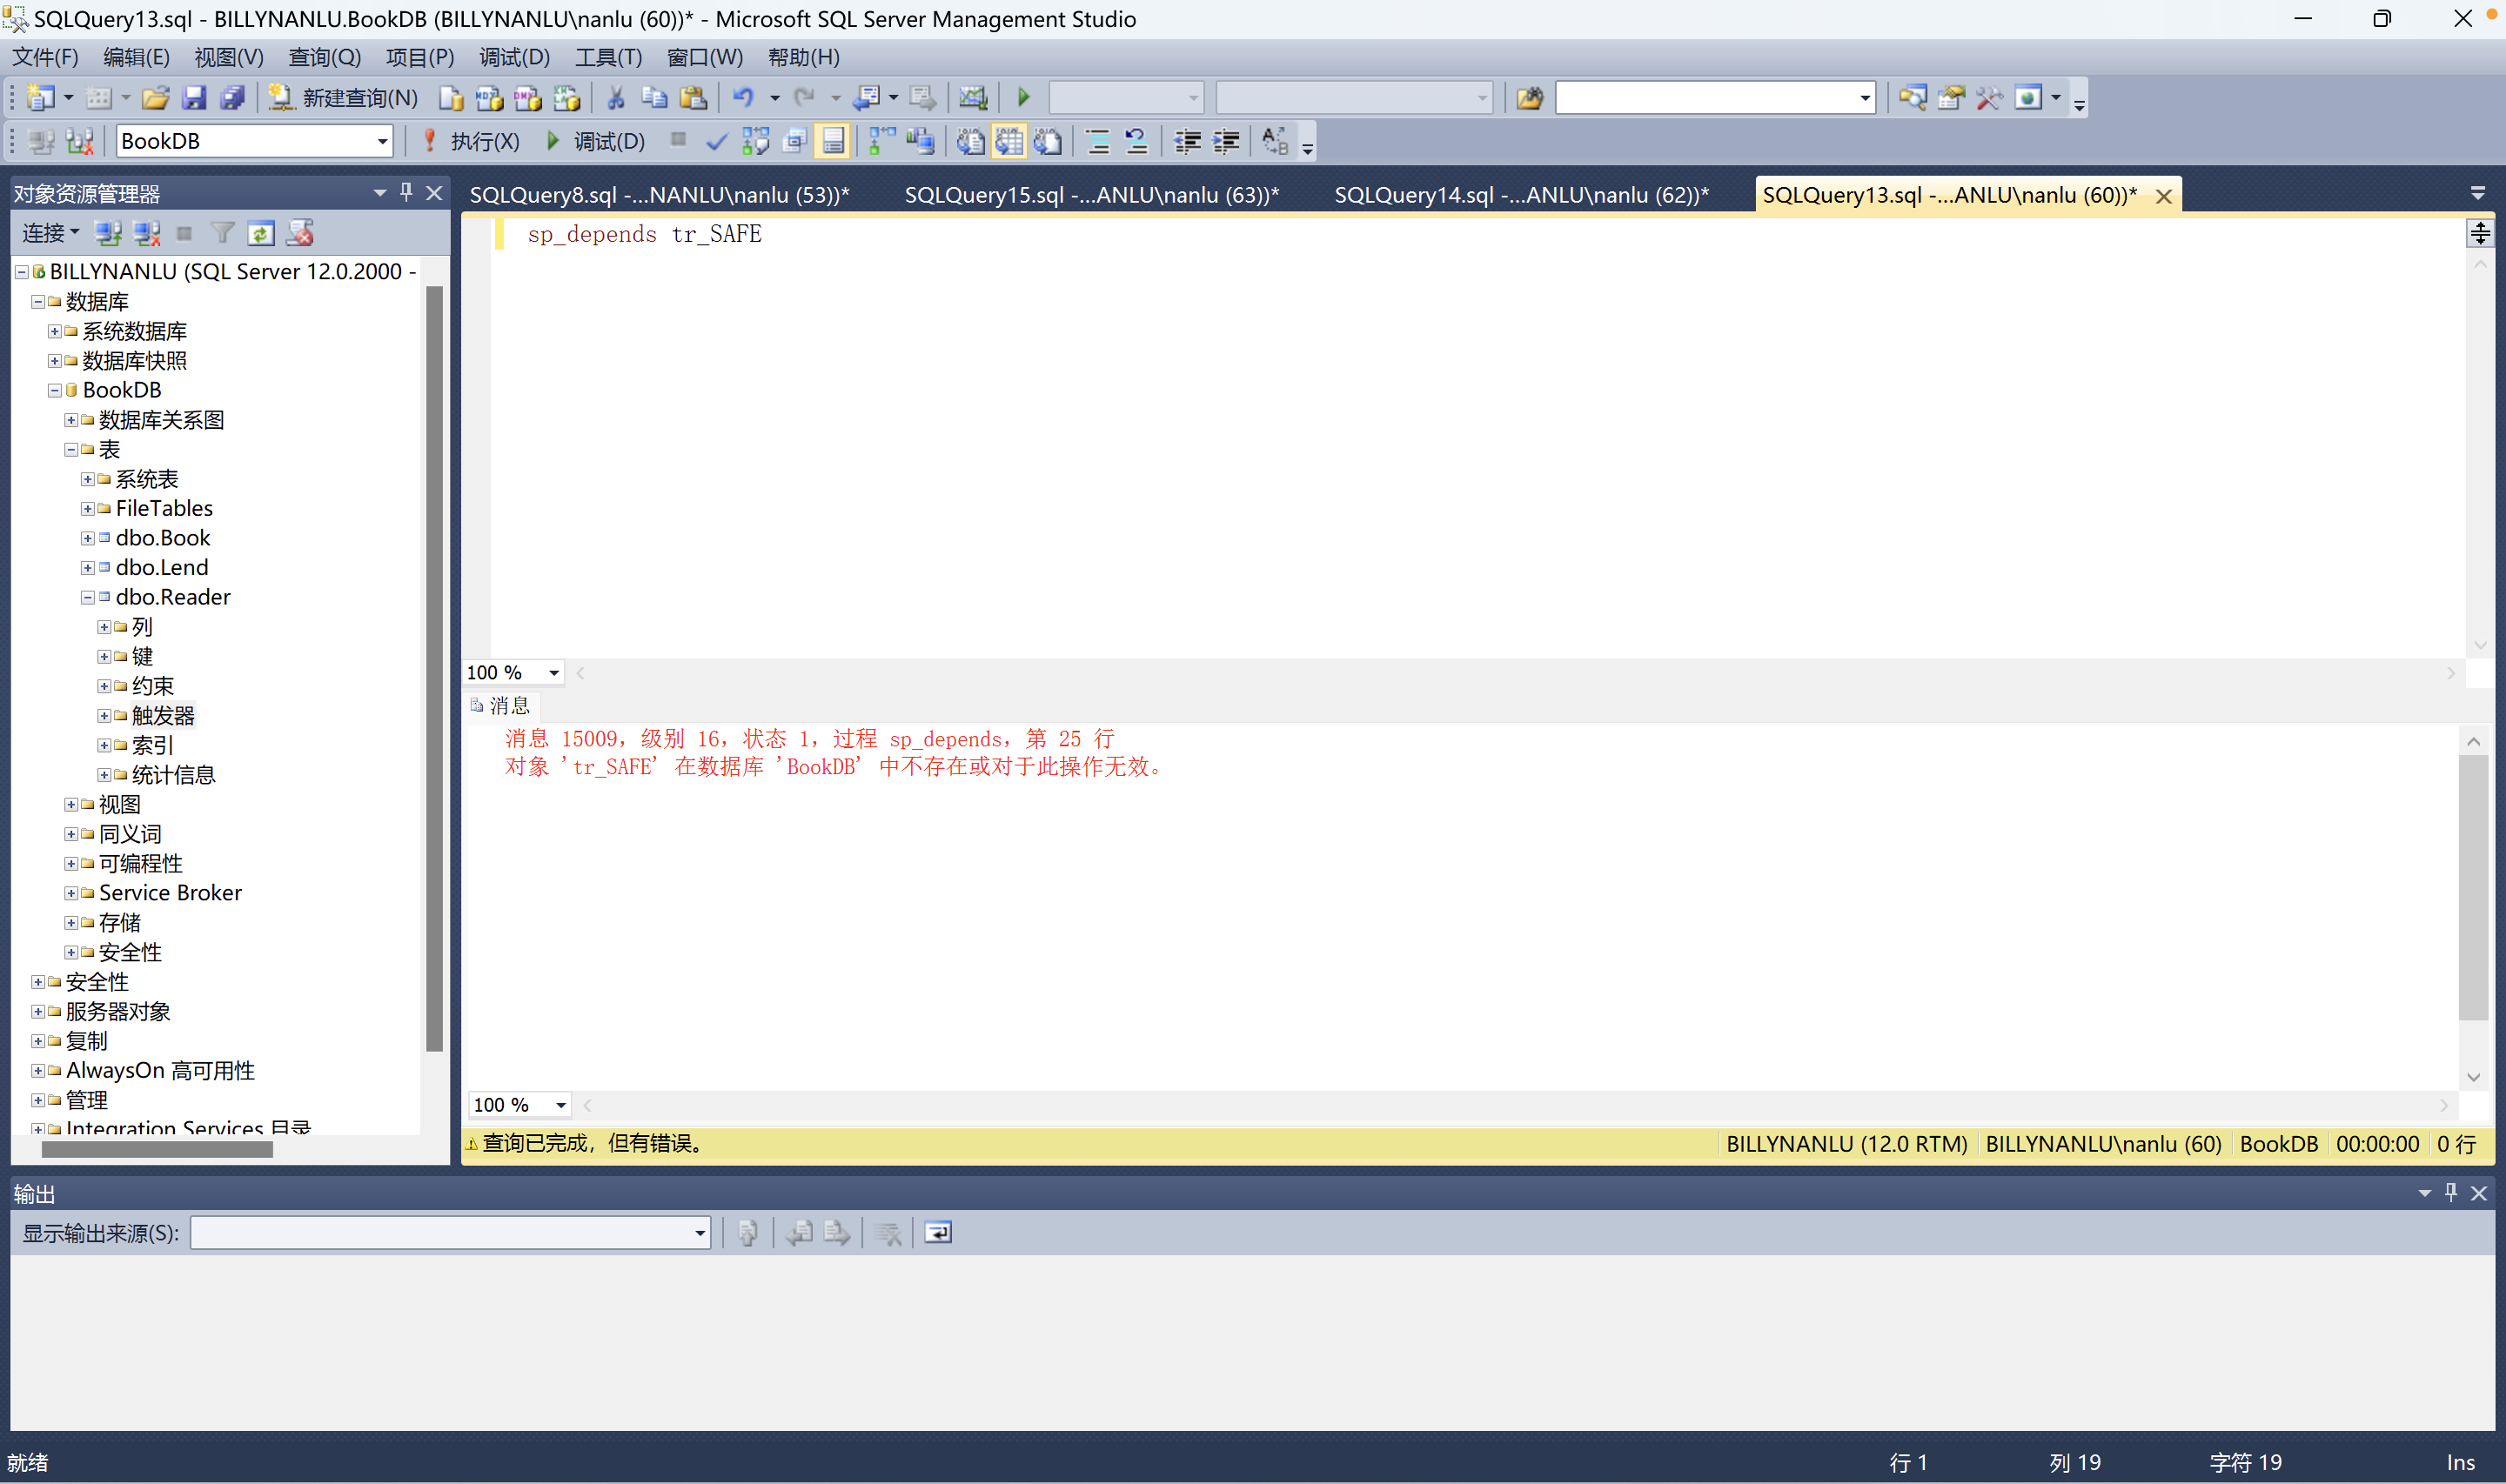 SQLQuery13.sql - BILLYNANLU.BookDB (BILLYNANLU\nanlu (60))* - Microsoft SQL Server Management Studio
文件(F) 编辑(E) 视图(V) 查询(Q) 项目(P) 调试(D) 工具(T) 窗口(W) 帮助(H)
新建查询(N)
BookDB 执行(X) 调试(D)
对象资源管理器
连接
BILLYNANLU (SQL Server 12.0.2000 -
数据库
系统数据库
数据库快照
BookDB
数据库关系图
表
系统表
FileTables
dbo.Book
dbo.Lend
dbo.Reader
列
键
约束
触发器
索引
统计信息
视图
同义词
可编程性
Service Broker
存储
安全性
安全性
服务器对象
复制
AlwaysOn 高可用性
管理
Integration Services 目录
SQLQuery8.sql -...NANLU\nanlu (53))* SQLQuery15.sql -...ANLU\nanlu (63))* SQLQuery14.sql -...ANLU\nanlu (62))* SQLQuery13.sql -...ANLU\nanlu (60))*
sp_depends tr_SAFE
100 %
消息
消息 15009，级别 16，状态 1，过程 sp_depends，第 25 行
对象 'tr_SAFE' 在数据库 'BookDB' 中不存在或对于此操作无效。
100 %
查询已完成，但有错误。 BILLYNANLU (12.0 RTM) BILLYNANLU\nanlu (60) BookDB 00:00:00 0 行
输出
显示输出来源(S):
就绪 行 1 列 19 字符 19 Ins